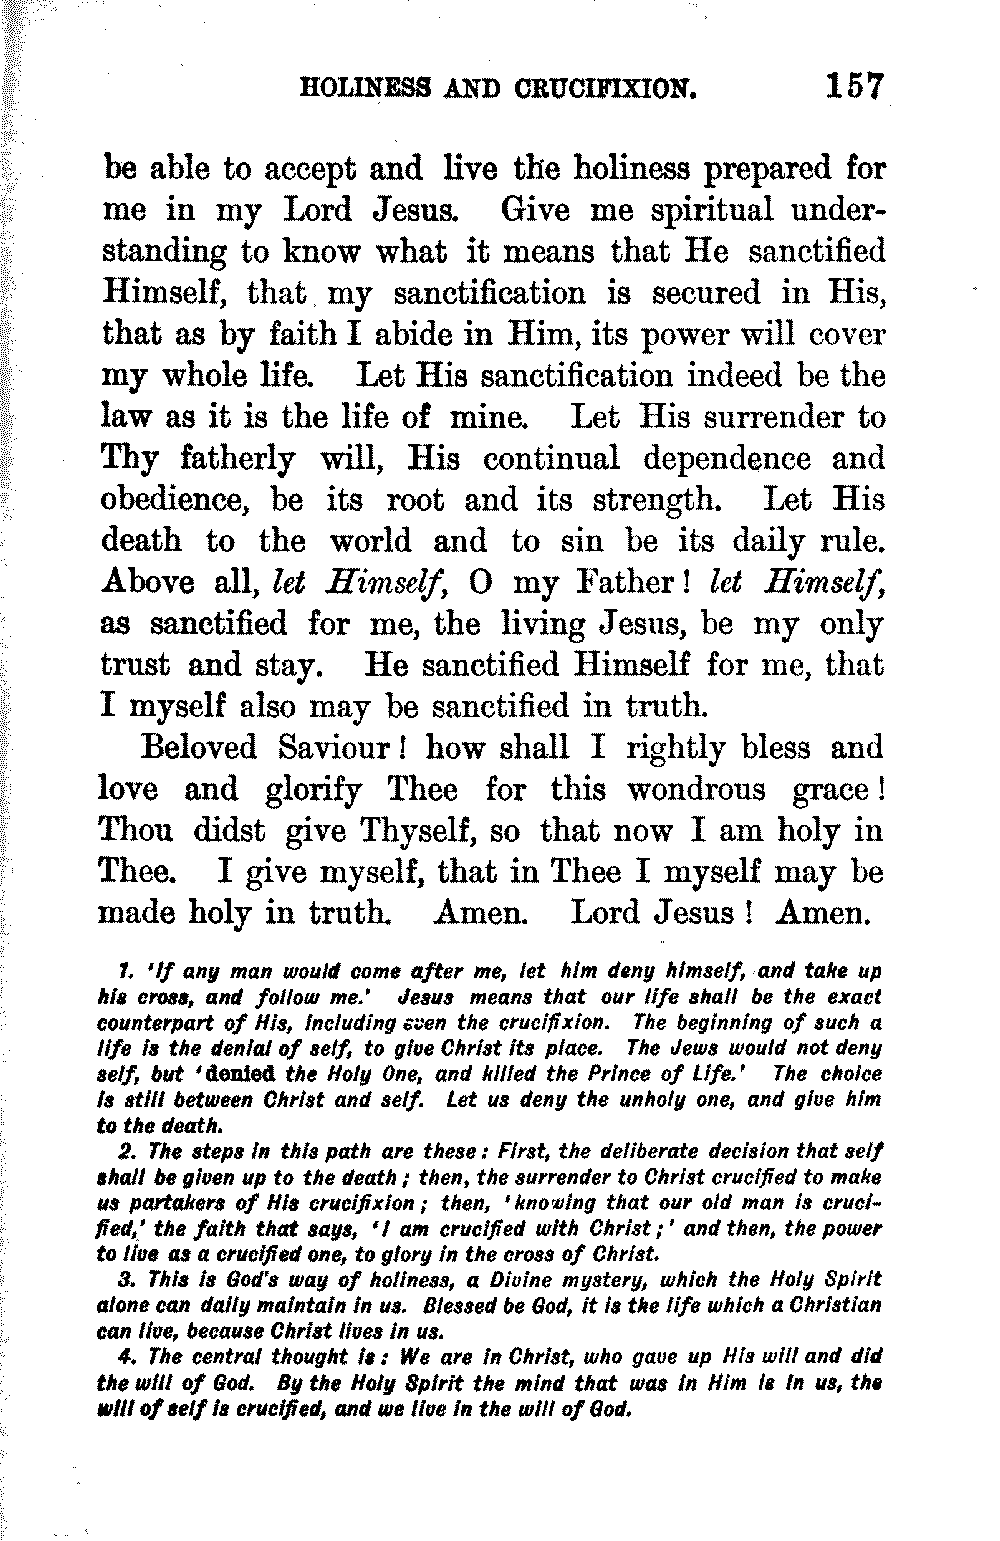 HOLINESS AND CRUCIFIXION. 157
be able to accept and live the holiness prepared for
me in my Lord Jesus. Give me spiritual under-
standing to know what it means that He sanctified
Himself, that my sanctification is secured in His,
that as by faith I abide in Him, its power will cover
my whole life. Let His sanctification indeed be the
law as it is the life of mine. Let His surrender to
Thy fatherly will, His continual dependence and
obedience, be its root and its strength. Let His
death to the world and to sin be its daily rule.
Above all, let Himself, O my Father! let Himself,
as sanctified for me, the living Jesus, be my only
trust and stay. He sanctified Himself for me, that
I myself also may be sanctified in truth.
Beloved Saviour! how shall I rightly bless and
love and glorify Thee for this wondrous grace!
Thou didst give Thyself, so that now I am holy in
Thee. I give myself, that in Thee I myself may be
made holy in truth. Amen. Lord Jesus! Amen.
1. 'If any man would come after me, let him deny himself, and take up
his cross, and follow me.' Jesus means that our life shall be the exact
counterpart of His, including even the crucifixion. The beginning of such a
life is the denial of self, to give Christ its place. The Jews would not deny
self, but 'denied the Holy One, and killed the Prince of Life.' The choice
is still between Christ and self. Let us deny the unholy one, and give him
to the death.
2. The steps in this path are these: First, the deliberate decision that self
shall be given up to the death; then, the surrender to Christ crucified to make
us partakers of His crucifixion; then, 'knowing that our old man is cruci-
fied,' the faith that says, 'I am crucified with Christ;' and then, the power
to live as a crucified one, to glory in the cross of Christ.
3. This is God's way of holiness, a Divine mystery, which the Holy Spirit
alone can daily maintain in us. Blessed be God, it is the life which a Christian
can live, because Christ lives in us.
4. The central thought is: We are in Christ, who gave up His will and did
the will of God. By the Holy Spirit the mind that was in Him is in us, the
will of self is crucified, and we live in the will of God.